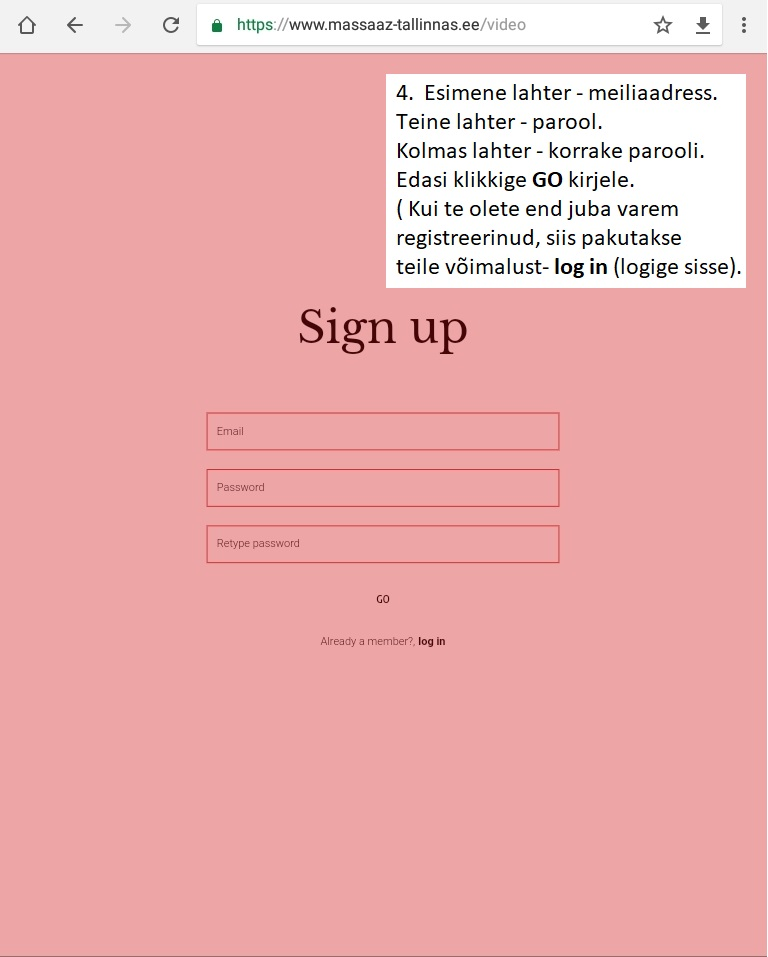 https://www.massaaz-tallinnas.ee/video
4. Esimene lahter - meiliaadress.
Teine lahter - parool.
Kolmas lahter - korrake parooli.
Edasi klikkige GO kirjele.
( Kui te olete end juba varem
registreerinud, siis pakutakse
teile võimalust- log in (logige sisse).
Sign up
Email
Password
Retype password
GO
Already a member?, log in